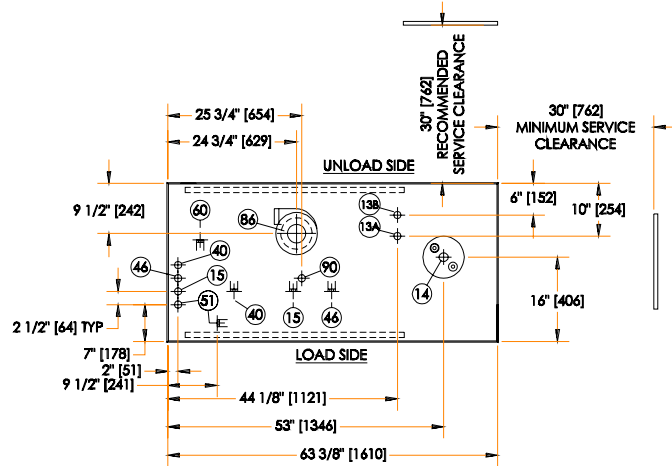 30" [762]
RECOMMENDED
SERVICE CLEARANCE
25 3/4" [654]
24 3/4" [629]
30" [762]
MINIMUM SERVICE
CLEARANCE
UNLOAD SIDE
9 1/2" [242]
6" [152]
10" [254]
60
86
13B
13A
40
46
15
51
90
14
40
15
46
16" [406]
2 1/2" [64] TYP
7" [178]
2" [51]
9 1/2" [241]
LOAD SIDE
44 1/8" [1121]
53" [1346]
63 3/8" [1610]